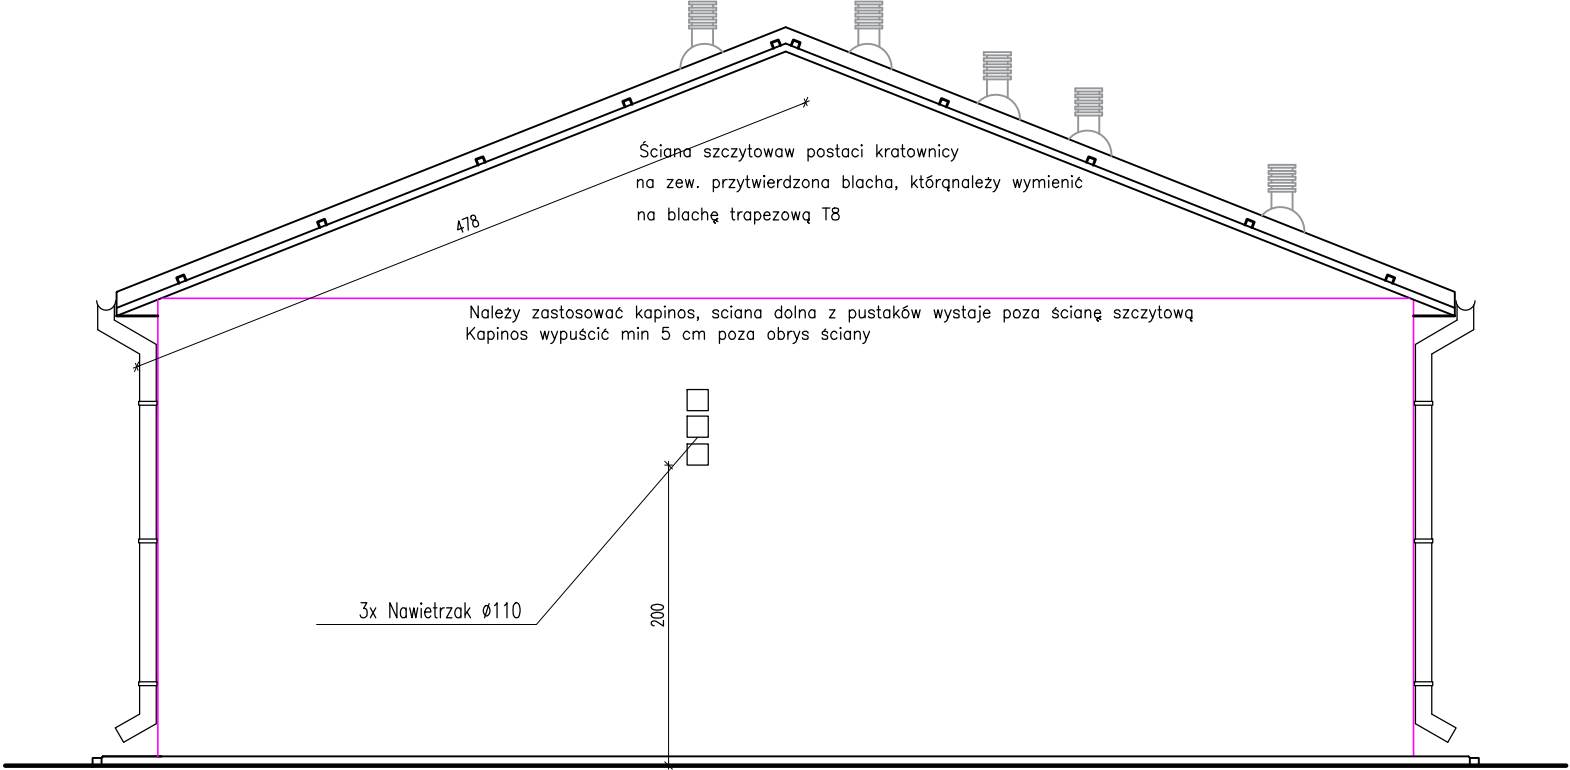 Ściana szczytowaw postaci kratownicy
na zew. przytwierdzona blacha, którąnależy wymienić
na blachę trapezową T8
478
Należy zastosować kapinos, sciana dolna z pustaków wystaje poza ścianę szczytową
Kapinos wypuścić min 5 cm poza obrys ściany
3x Nawietrzak Ø110
200